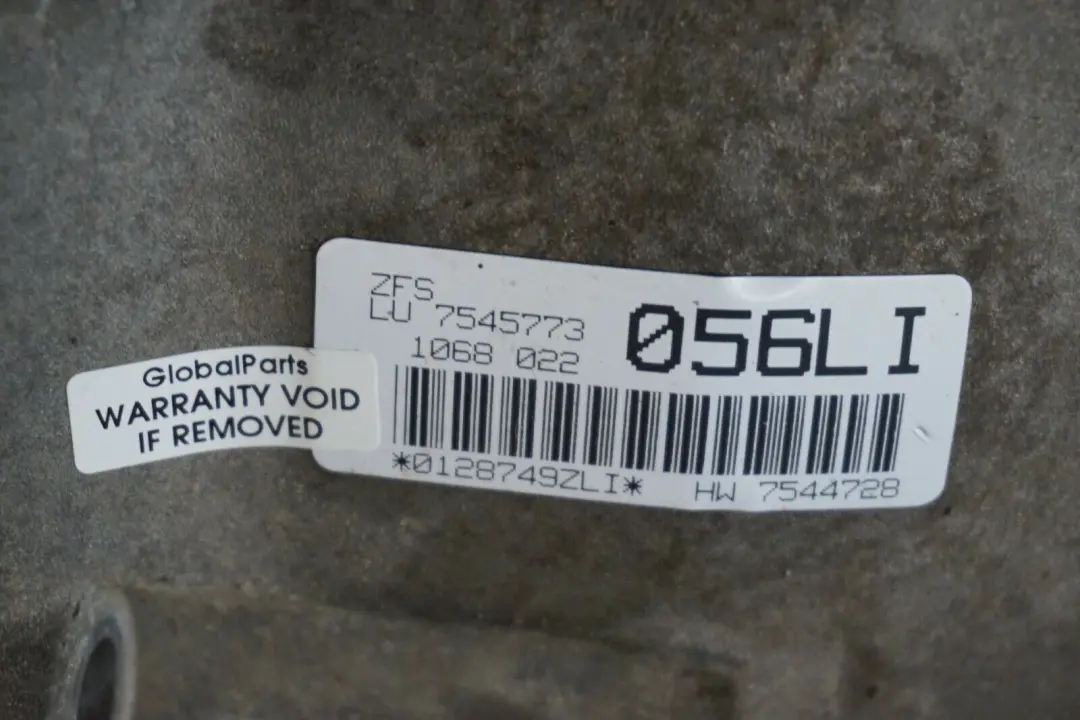 ZFS
LU 7545773
1068 022
056LI
*0128749ZLI*
HW 7544728
GlobalParts
WARRANTY VOID
IF REMOVED